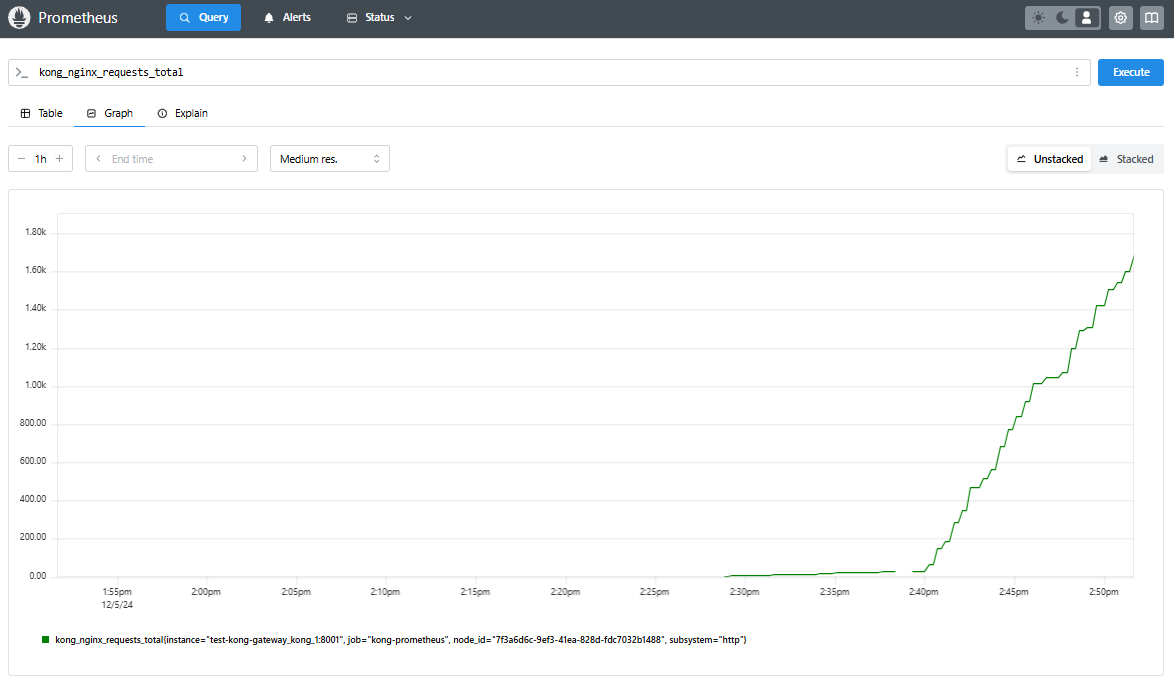 Prometheus Query Alerts Status
kong_nginx_requests_total Execute
Table Graph Explain
1h End time Medium res. Unstacked Stacked
1.80k
1.60k
1.40k
1.20k
1.00k
800.00
600.00
400.00
200.00
0.00
1:55pm 2:00pm 2:05pm 2:10pm 2:15pm 2:20pm 2:25pm 2:30pm 2:35pm 2:40pm 2:45pm 2:50pm
12/5/24
kong_nginx_requests_total{instance="test-kong-gateway_kong_1:8001", job="kong-prometheus", node_id="7f3a6d6c-9ef3-41ea-828d-fdc7032b1488", subsystem="http"}